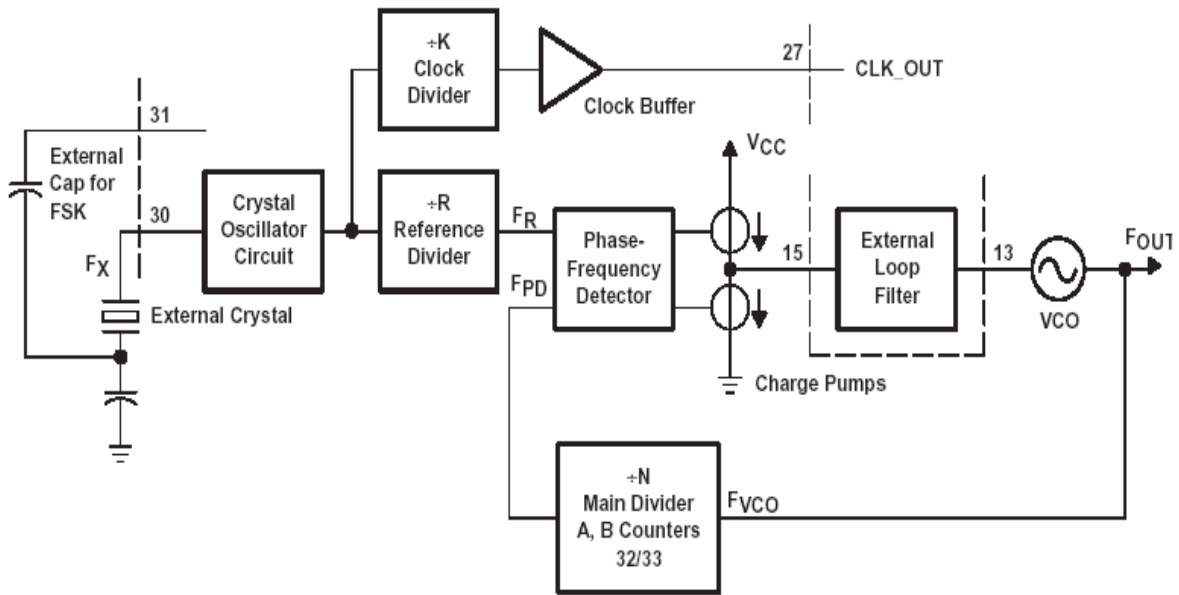 ÷K
Clock
Divider
27
CLK_OUT
Clock Buffer
31
External
Cap for
FSK
30
FX
External Crystal
Crystal
Oscillator
Circuit
÷R
Reference
Divider
FR
FPD
Phase-
Frequency
Detector
VCC
15
External
Loop
Filter
13
VCO
FOUT
Charge Pumps
÷N
Main Divider
A, B Counters
32/33
FVCO